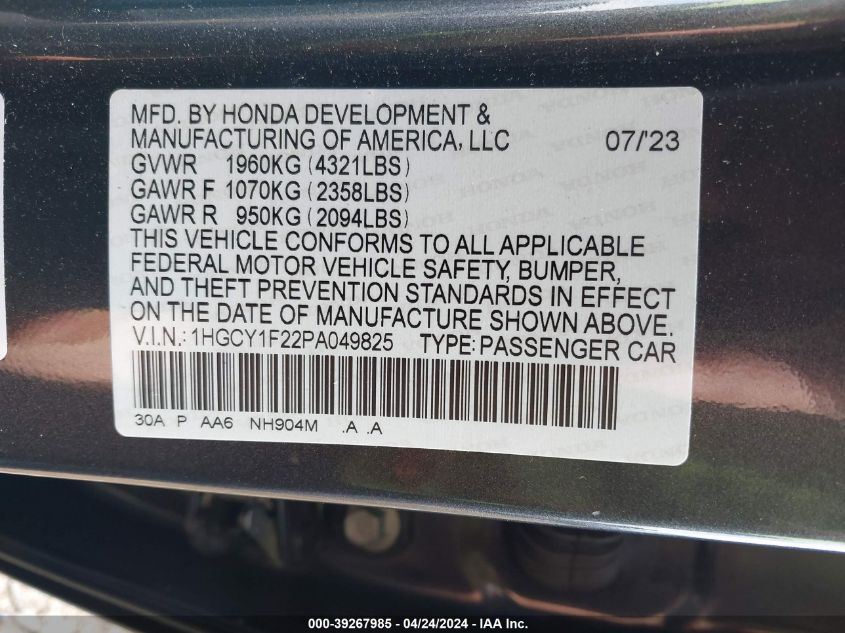 MFD. BY HONDA DEVELOPMENT &
MANUFACTURING OF AMERICA, LLC 07/'23
GVWR 1960KG (4321LBS)
GAWR F 1070KG (2358LBS)
GAWR R 950KG (2094LBS)
THIS VEHICLE CONFORMS TO ALL APPLICABLE
FEDERAL MOTOR VEHICLE SAFETY, BUMPER,
AND THEFT PREVENTION STANDARDS IN EFFECT
ON THE DATE OF MANUFACTURE SHOWN ABOVE.
V.I.N.: 1HGCY1F22PA049825 TYPE: PASSENGER CAR
30A P AA6 NH904M .A .A
000-39267985 / 04/24/2024 / IAA Inc.